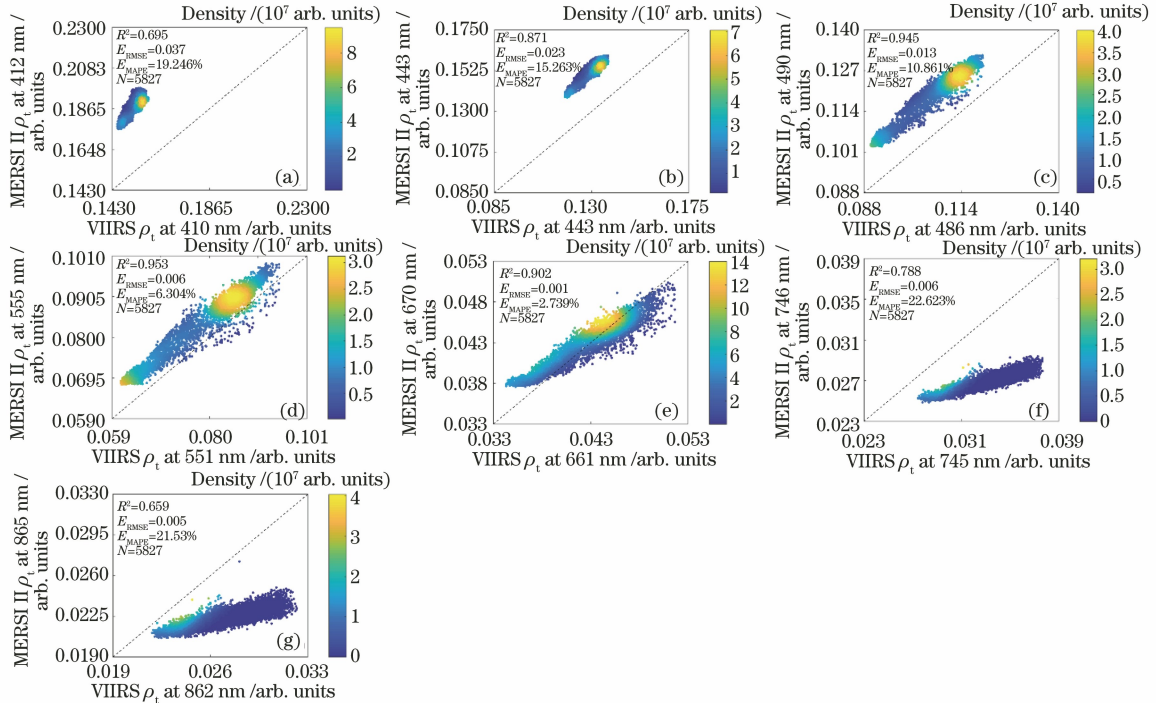 Density /(10⁷ arb. units)
MERSI II ρt at 412 nm /
arb. units
0.2300
0.2083
0.1865
0.1648
0.1430
R²=0.695
ERMSE=0.037
EMAPE=19.246%
N=5827
(a)
8
6
4
2
0.1430 0.1865 0.2300
VIIRS ρt at 410 nm /arb. units
Density /(10⁷ arb. units)
MERSI II ρt at 443 nm /
arb. units
0.1750
0.1525
0.1300
0.1075
0.0850
R²=0.871
ERMSE=0.023
EMAPE=15.263%
N=5827
(b)
7
6
5
4
3
2
1
0.085 0.130 0.175
VIIRS ρt at 443 nm /arb. units
Density /(10⁷ arb. units)
MERSI II ρt at 490 nm /
arb. units
0.140
0.127
0.114
0.101
0.088
R²=0.945
ERMSE=0.013
EMAPE=10.861%
N=5827
(c)
4.0
3.5
3.0
2.5
2.0
1.5
1.0
0.5
0.088 0.114 0.140
VIIRS ρt at 486 nm /arb. units
Density /(10⁷ arb. units)
MERSI II ρt at 555 nm /
arb. units
0.1010
0.0905
0.0800
0.0695
0.0590
R²=0.953
ERMSE=0.006
EMAPE=6.304%
N=5827
(d)
3.0
2.5
2.0
1.5
1.0
0.5
0.059 0.080 0.101
VIIRS ρt at 551 nm /arb. units
Density /(10⁷ arb. units)
MERSI II ρt at 670 nm /
arb. units
0.053
0.048
0.043
0.038
0.033
R²=0.902
ERMSE=0.001
EMAPE=2.739%
N=5827
(e)
14
12
10
8
6
4
2
0.033 0.043 0.053
VIIRS ρt at 661 nm /arb. units
Density /(10⁷ arb. units)
MERSI II ρt at 746 nm /
arb. units
0.039
0.035
0.031
0.027
0.023
R²=0.788
ERMSE=0.006
EMAPE=22.623%
N=5827
(f)
3.0
2.5
2.0
1.5
1.0
0.5
0
0.023 0.031 0.039
VIIRS ρt at 745 nm /arb. units
Density /(10⁷ arb. units)
MERSI II ρt at 865 nm /
arb. units
0.0330
0.0295
0.0260
0.0225
0.0190
R²=0.659
ERMSE=0.005
EMAPE=21.53%
N=5827
(g)
4
3
2
1
0
0.019 0.026 0.033
VIIRS ρt at 862 nm /arb. units